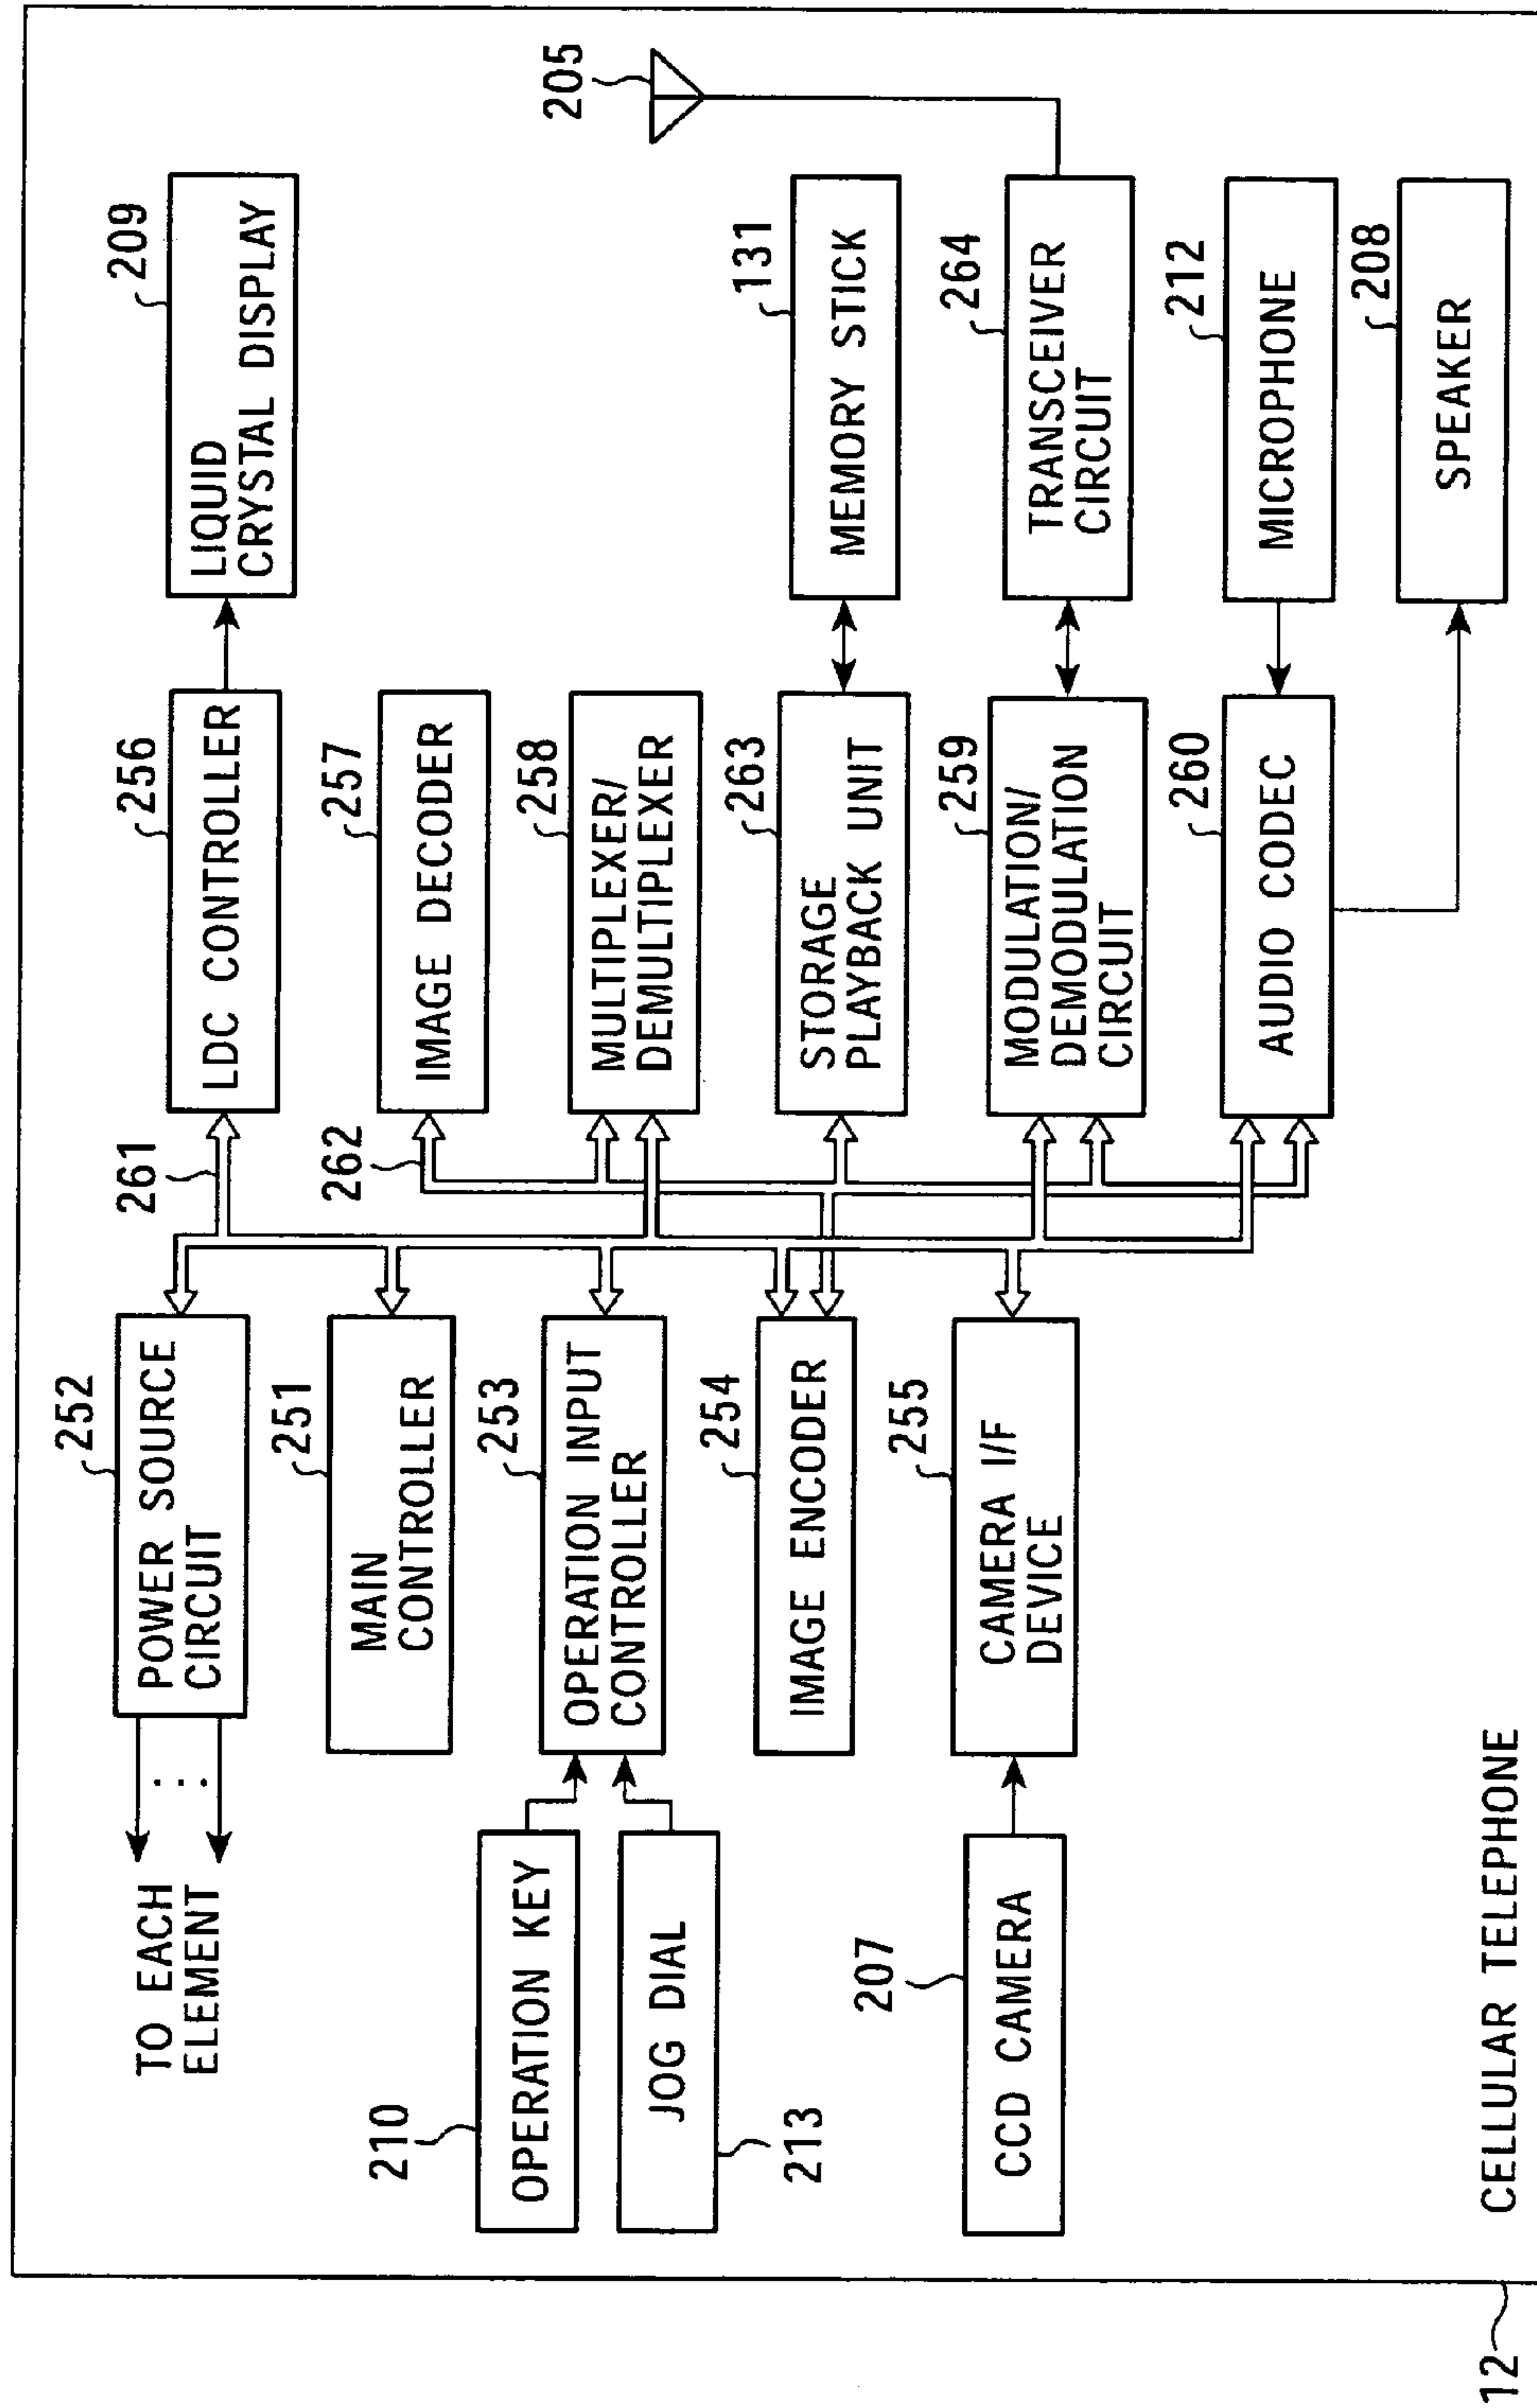 12
CELLULAR TELEPHONE
TO EACH
ELEMENT
252
POWER SOURCE
CIRCUIT
251
MAIN
CONTROLLER
210
OPERATION KEY
JOG DIAL
213
253
OPERATION INPUT
CONTROLLER
254
IMAGE ENCODER
207
CCD CAMERA
255
CAMERA I/F
DEVICE
261
262
256
LDC CONTROLLER
257
IMAGE DECODER
258
MULTIPLEXER/
DEMULTIPLEXER
263
STORAGE
PLAYBACK UNIT
259
MODULATION/
DEMODULATION
CIRCUIT
260
AUDIO CODEC
209
LIQUID
CRYSTAL DISPLAY
205
131
MEMORY STICK
264
TRANSCEIVER
CIRCUIT
212
MICROPHONE
208
SPEAKER